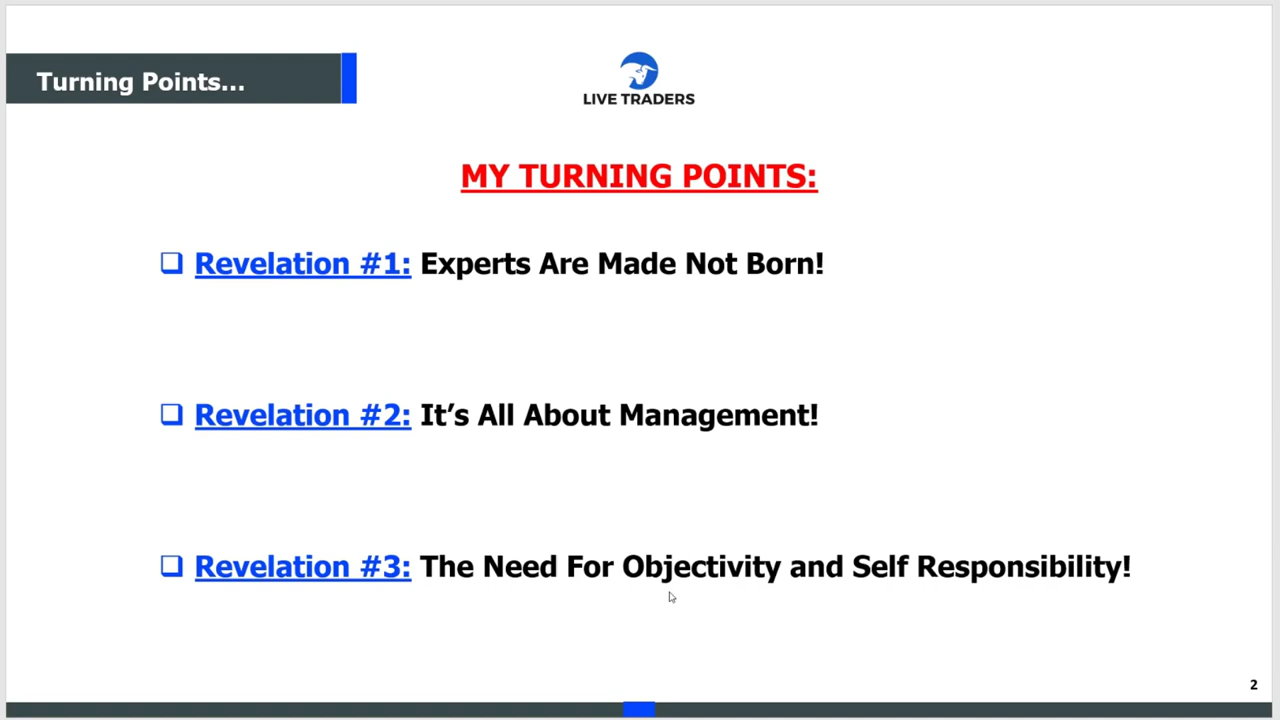 Turning Points...
LIVE TRADERS
MY TURNING POINTS:
Revelation #1: Experts Are Made Not Born!
Revelation #2: It’s All About Management!
Revelation #3: The Need For Objectivity and Self Responsibility!
2